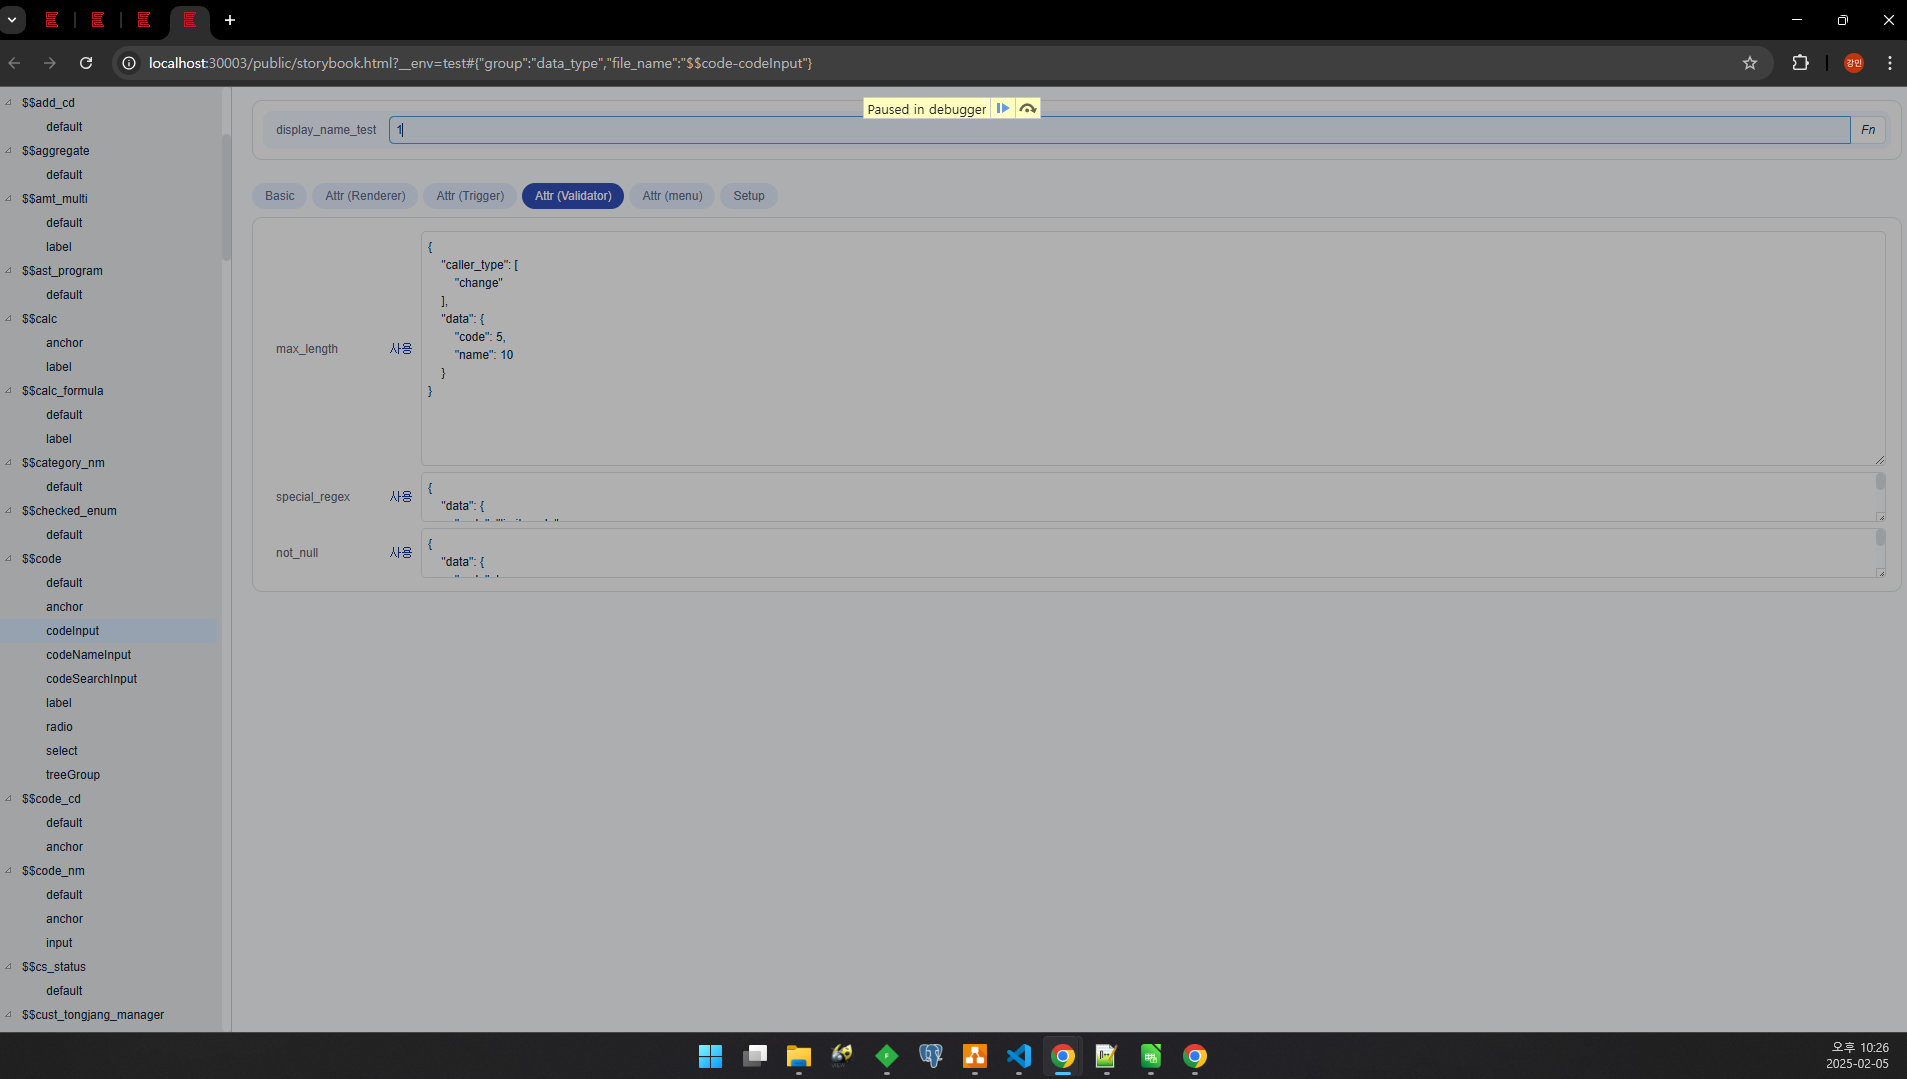 localhost:30003/public/storybook.html?__env=test#{"group":"data_type","file_name":"$$code-codeInput"}
강민
$$add_cd
default
$$aggregate
default
$$amt_multi
default
label
$$ast_program
default
$$calc
anchor
label
$$calc_formula
default
label
$$category_nm
default
$$checked_enum
default
$$code
default
anchor
codeInput
codeNameInput
codeSearchInput
label
radio
select
treeGroup
$$code_cd
default
anchor
$$code_nm
default
anchor
input
$$cs_status
default
$$cust_tongjang_manager
Paused in debugger
display_name_test 1 Fn
Basic Attr (Renderer) Attr (Trigger) Attr (Validator) Attr (menu) Setup
max_length 사용
{
"caller_type": [
"change"
],
"data": {
"code": 5,
"name": 10
}
}
special_regex 사용
{
"data": {
not_null 사용
{
"data": {
오후 10:26
2025-02-05